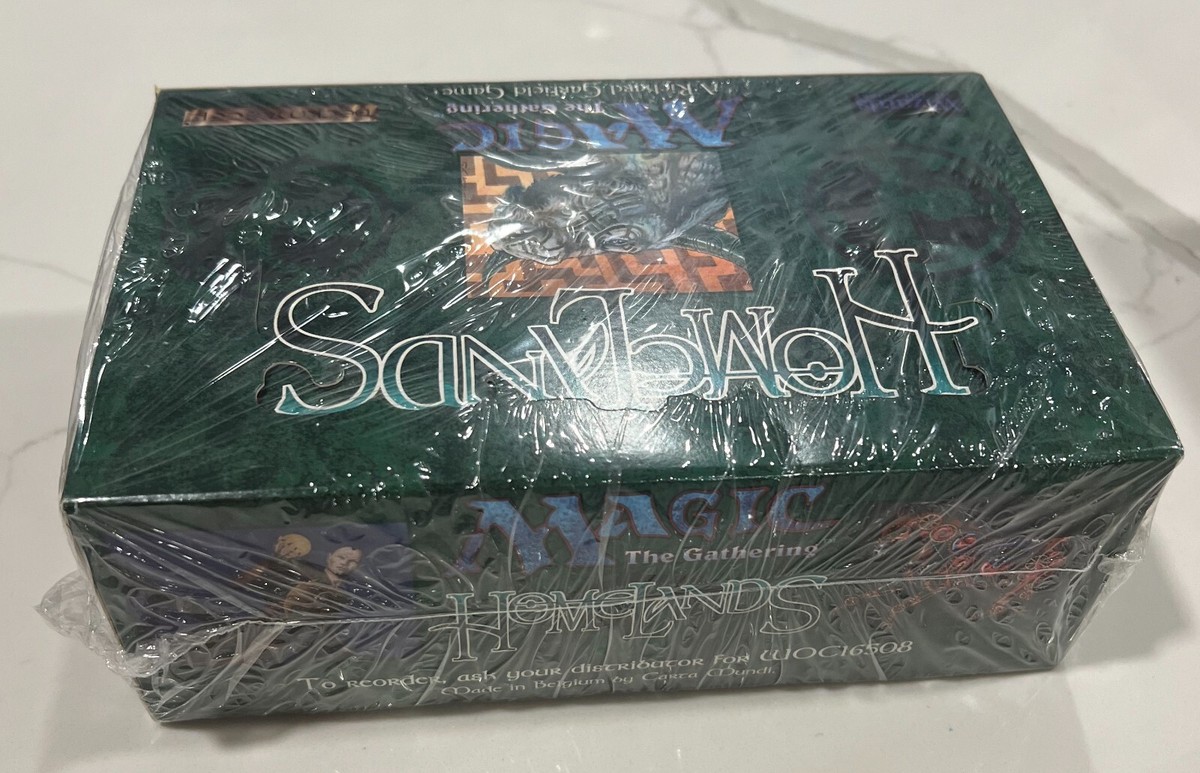 A Richard Garfield Game
The Gathering
MAGIC
HOMELANDS
MAGIC
The Gathering
HOMELANDS
To reorder, ask your distributor for WOC16508
Made in Belgium by Carta Mundi.